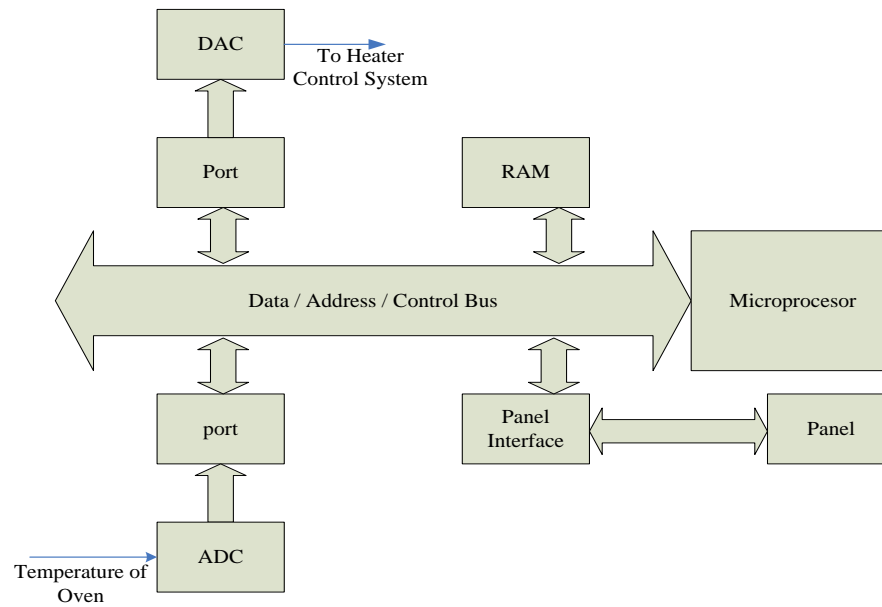 DAC
To Heater
Control System
Port
RAM
Data / Address / Control Bus
Microprocesor
port
Panel
Interface
Panel
ADC
Temperature of
Oven